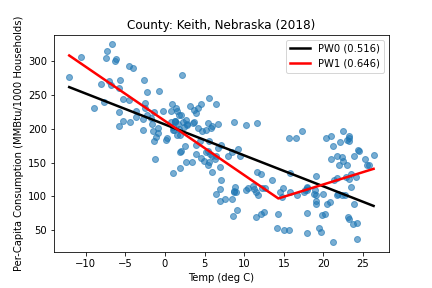 County: Keith, Nebraska (2018)
PW0 (0.516)
PW1 (0.646)
Per-Capita Consumption (MMBtu/1000 Households)
300
250
200
150
100
50
−10 −5 0 5 10 15 20 25
Temp (deg C)